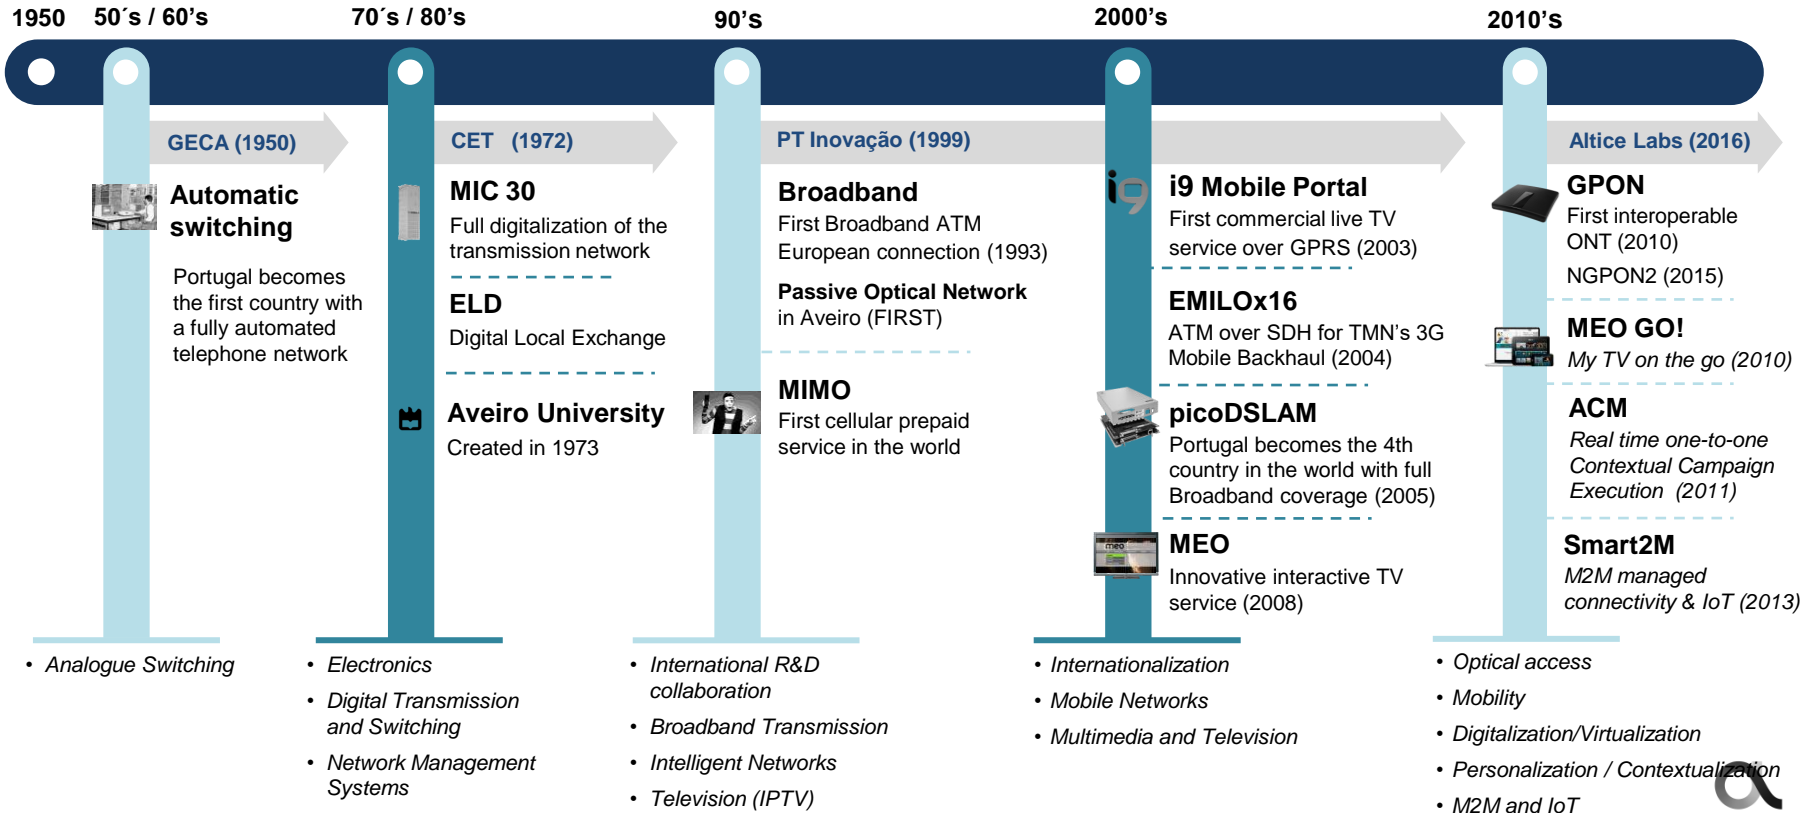 1950
50´s / 60’s
70´s / 80’s
90’s
2000’s
2010’s
GECA (1950)
CET (1972)
PT Inovação (1999)
Altice Labs (2016)
Automatic
switching
Portugal becomes
the first country with
a fully automated
telephone network
MIC 30
Full digitalization of the
transmission network
ELD
Digital Local Exchange
Aveiro University
Created in 1973
Broadband
First Broadband ATM
European connection (1993)
Passive Optical Network
in Aveiro (FIRST)
MIMO
First cellular prepaid
service in the world
i9
i9 Mobile Portal
First commercial live TV
service over GPRS (2003)
EMILOx16
ATM over SDH for TMN’s 3G
Mobile Backhaul (2004)
picoDSLAM
Portugal becomes the 4th
country in the world with full
Broadband coverage (2005)
meo
MEO
Innovative interactive TV
service (2008)
GPON
First interoperable
ONT (2010)
NGPON2 (2015)
MEO GO!
My TV on the go (2010)
ACM
Real time one-to-one
Contextual Campaign
Execution (2011)
Smart2M
M2M managed
connectivity & IoT (2013)
• Analogue Switching
• Electronics
• Digital Transmission
and Switching
• Network Management
Systems
• International R&D
collaboration
• Broadband Transmission
• Intelligent Networks
• Television (IPTV)
• Internationalization
• Mobile Networks
• Multimedia and Television
• Optical access
• Mobility
• Digitalization/Virtualization
• Personalization / Contextualization
• M2M and IoT